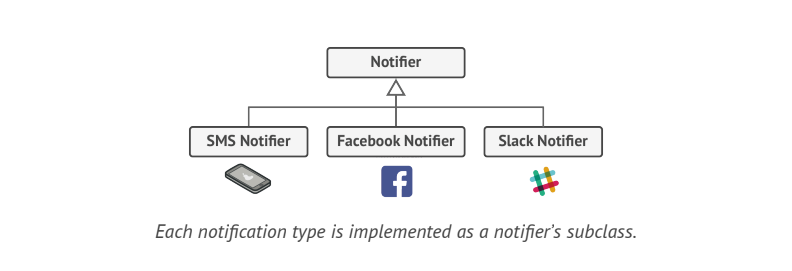 Notifier
SMS Notifier
Facebook Notifier
Slack Notifier
Each notification type is implemented as a notifier's subclass.